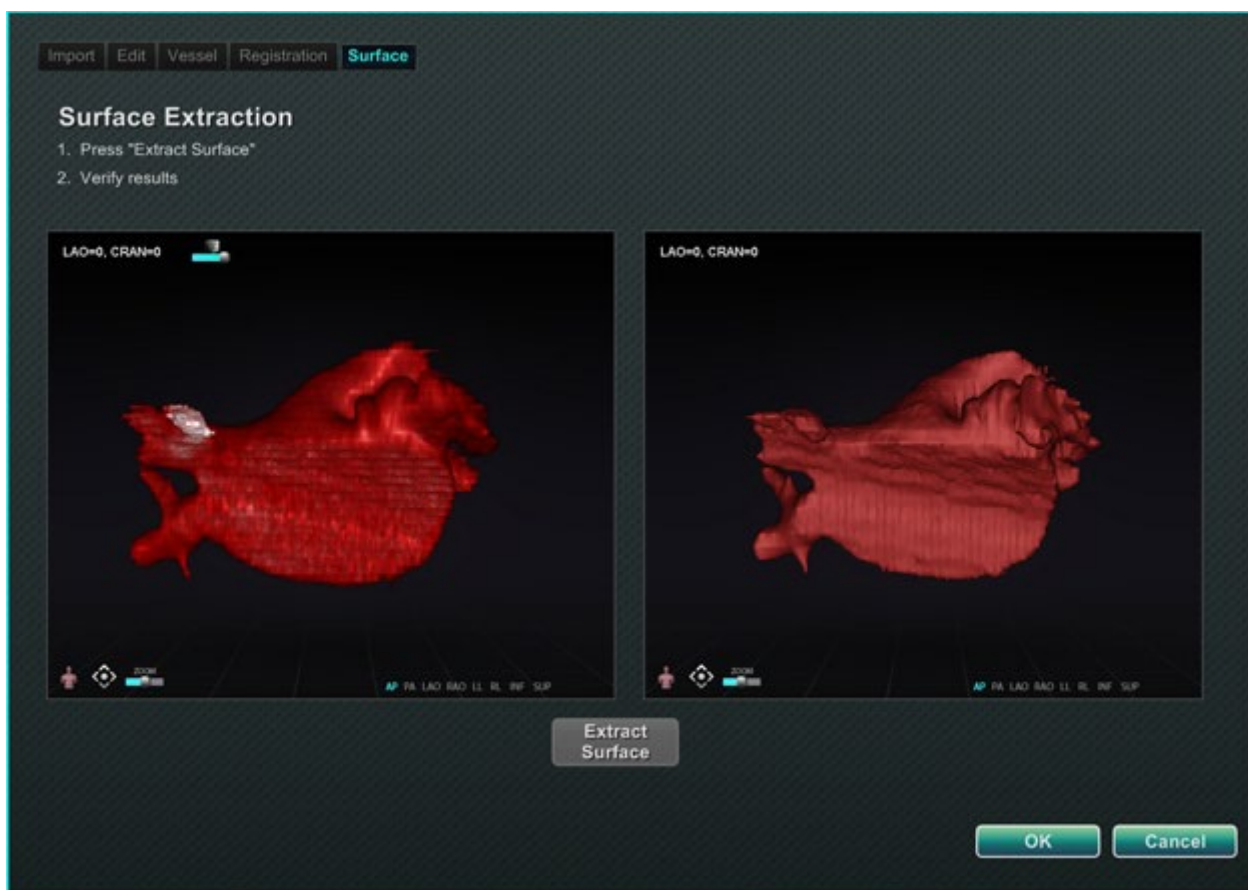 Import Edit Vessel Registration Surface
Surface Extraction
1. Press "Extract Surface"
2. Verify results
LAO=0, CRAN=0
LAO=0, CRAN=0
ZOOM
AP PA LAO RAO LL RL INF SUP
ZOOM
AP PA LAO RAO LL RL INF SUP
Extract
Surface
OK Cancel